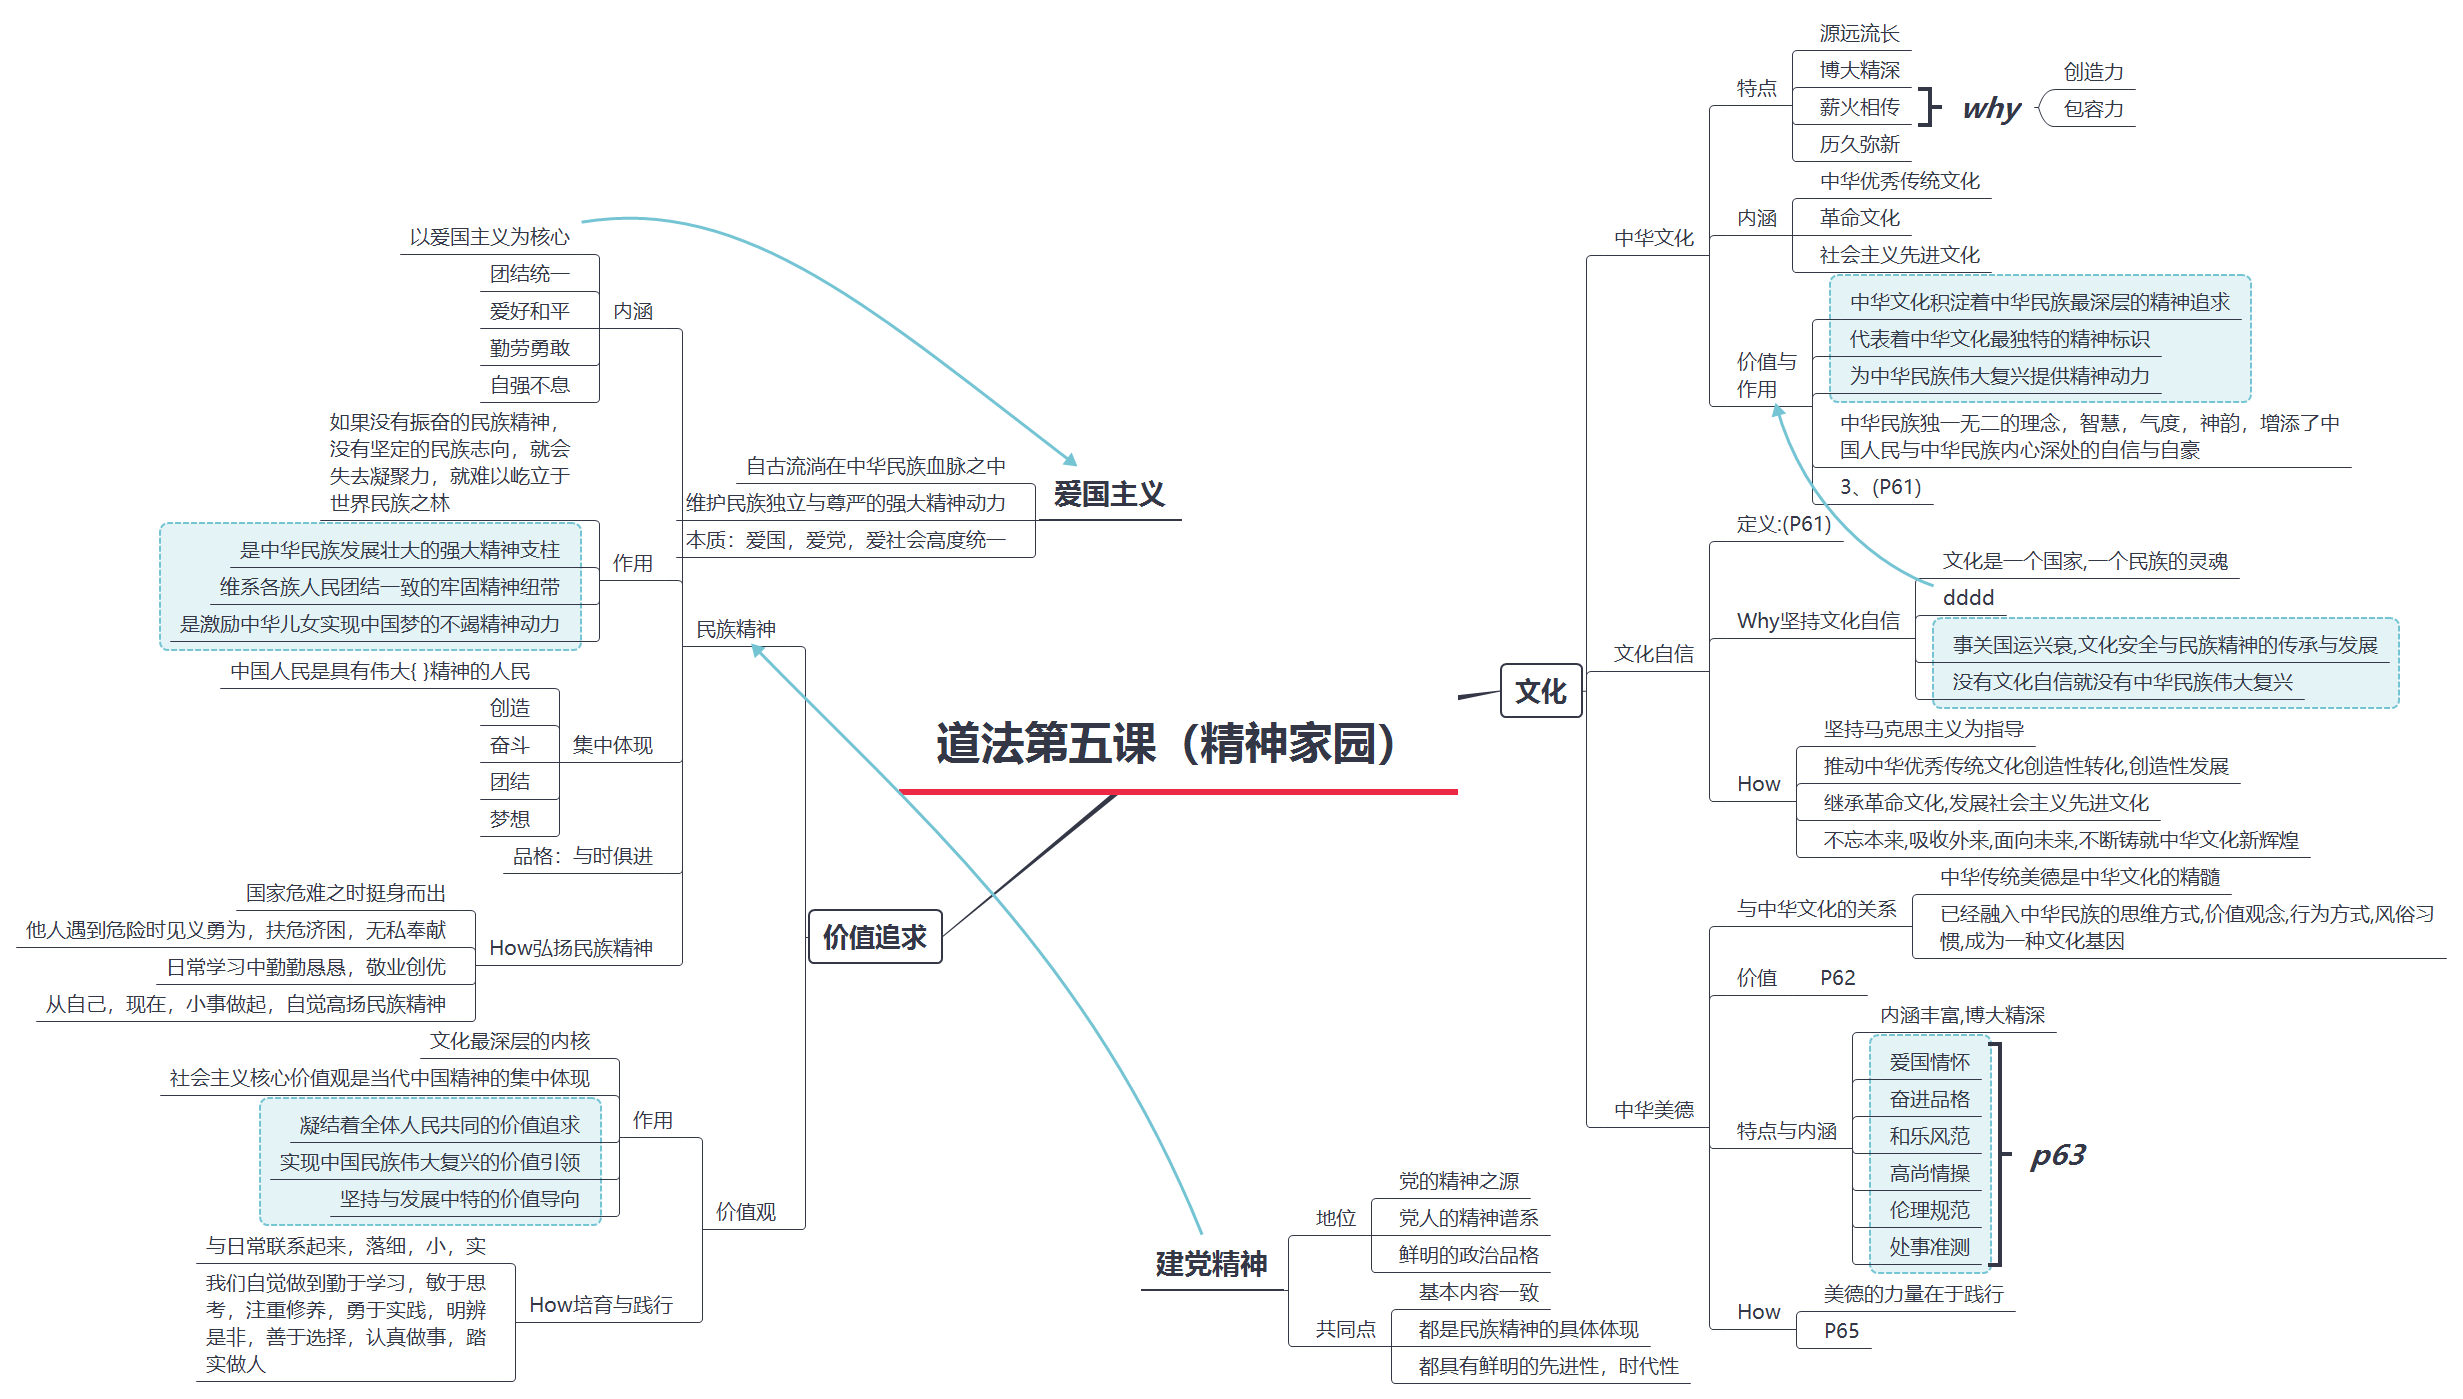 道法第五课（精神家园）
文化
中华文化
特点
源远流长
博大精深
薪火相传
历久弥新
why
创造力
包容力
内涵
中华优秀传统文化
革命文化
社会主义先进文化
价值与
作用
中华文化积淀着中华民族最深层的精神追求
代表着中华文化最独特的精神标识
为中华民族伟大复兴提供精神动力
中华民族独一无二的理念，智慧，气度，神韵，增添了中
国人民与中华民族内心深处的自信与自豪
3、(P61)
文化自信
定义:(P61)
Why坚持文化自信
文化是一个国家,一个民族的灵魂
dddd
事关国运兴衰,文化安全与民族精神的传承与发展
没有文化自信就没有中华民族伟大复兴
How
坚持马克思主义为指导
推动中华优秀传统文化创造性转化,创造性发展
继承革命文化,发展社会主义先进文化
不忘本来,吸收外来,面向未来,不断铸就中华文化新辉煌
中华美德
与中华文化的关系
中华传统美德是中华文化的精髓
已经融入中华民族的思维方式,价值观念,行为方式,风俗习
惯,成为一种文化基因
价值
P62
特点与内涵
内涵丰富,博大精深
爱国情怀
奋进品格
和乐风范
高尚情操
伦理规范
处事准测
p63
How
美德的力量在于践行
P65
价值追求
民族精神
内涵
以爱国主义为核心
团结统一
爱好和平
勤劳勇敢
自强不息
作用
如果没有振奋的民族精神，
没有坚定的民族志向，就会
失去凝聚力，就难以屹立于
世界民族之林
是中华民族发展壮大的强大精神支柱
维系各族人民团结一致的牢固精神纽带
是激励中华儿女实现中国梦的不竭精神动力
集中体现
中国人民是具有伟大{ }精神的人民
创造
奋斗
团结
梦想
品格：与时俱进
How弘扬民族精神
国家危难之时挺身而出
他人遇到危险时见义勇为，扶危济困，无私奉献
日常学习中勤勤恳恳，敬业创优
从自己，现在，小事做起，自觉高扬民族精神
价值观
作用
文化最深层的内核
社会主义核心价值观是当代中国精神的集中体现
凝结着全体人民共同的价值追求
实现中国民族伟大复兴的价值引领
坚持与发展中特的价值导向
How培育与践行
与日常联系起来，落细，小，实
我们自觉做到勤于学习，敏于思
考，注重修养，勇于实践，明辨
是非，善于选择，认真做事，踏
实做人
爱国主义
自古流淌在中华民族血脉之中
维护民族独立与尊严的强大精神动力
本质：爱国，爱党，爱社会高度统一
建党精神
地位
党的精神之源
党人的精神谱系
鲜明的政治品格
共同点
基本内容一致
都是民族精神的具体体现
都具有鲜明的先进性，时代性